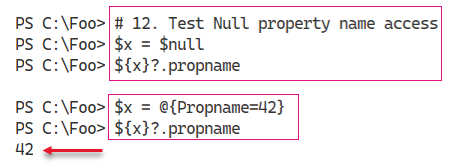 PS C:\Foo> # 12. Test Null property name access
PS C:\Foo> $x = $null
PS C:\Foo> ${x}?.propname
PS C:\Foo> $x = @{Propname=42}
PS C:\Foo> ${x}?.propname
42